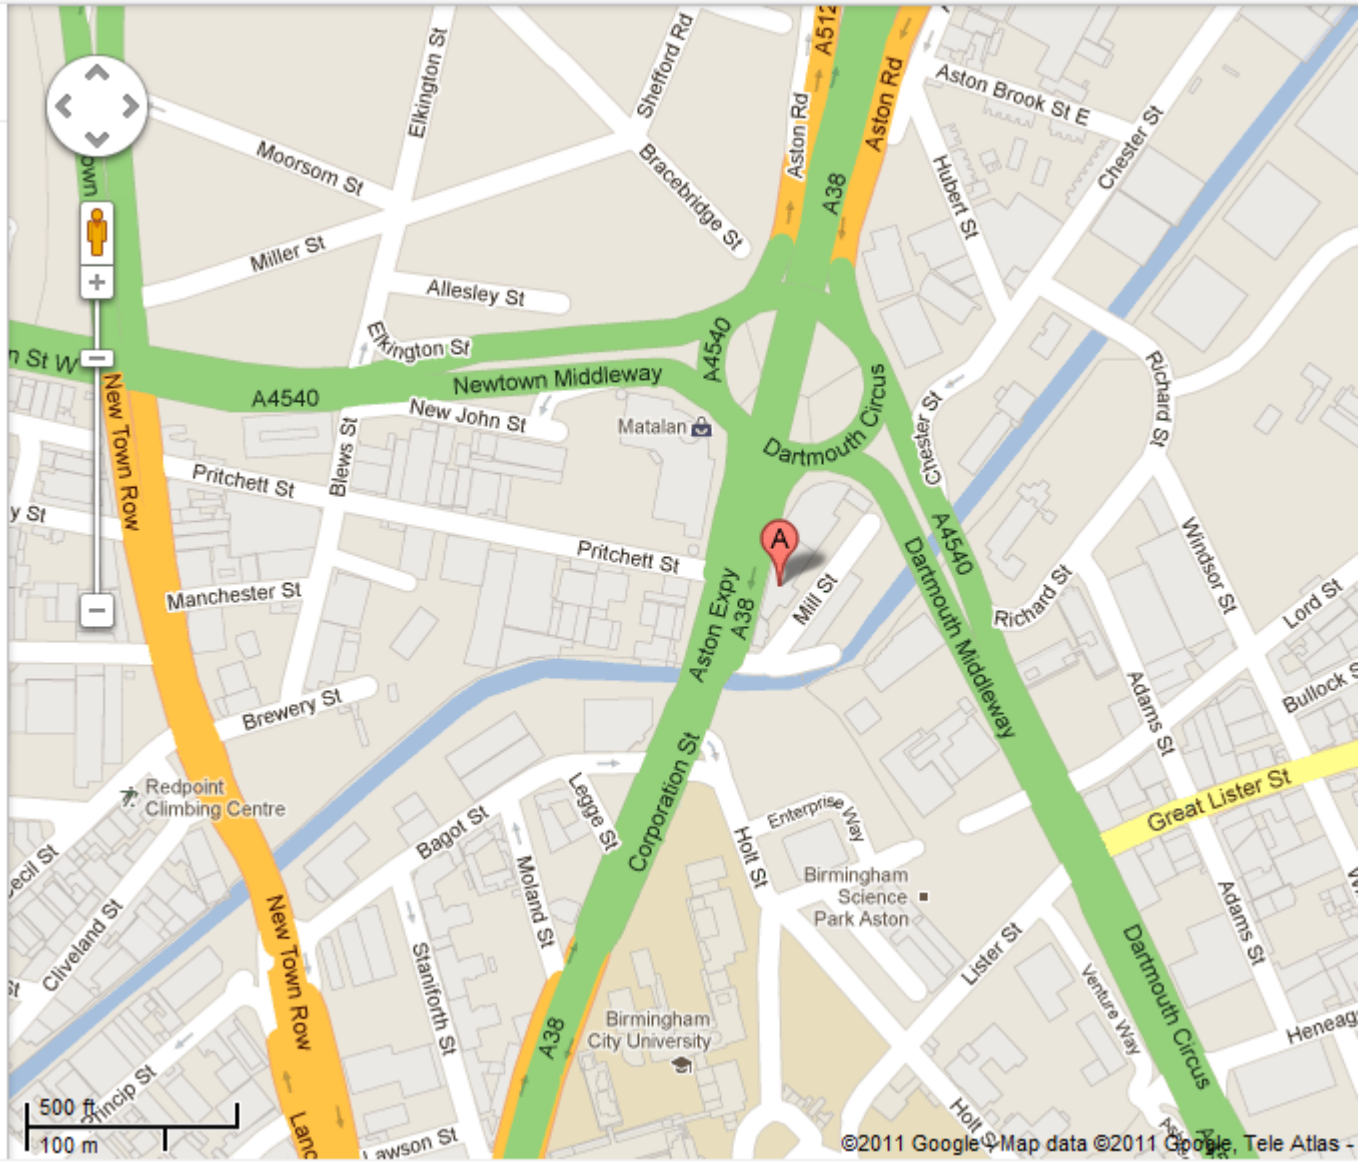 A512
Aston Rd
Aston Rd
A38
Aston Brook St E
Chester St
Hubert St
Elkington St
Shefford Rd
Moorsom St
Bracebridge St
Miller St
Allesley St
Elkington St
A4540
n St W
A4540
Newtown Middleway
New John St
Matalan
Dartmouth Circus
Chester St
Richard St
New Town Row
Blews St
Pritchett St
y St
Pritchett St
A
A4540
Windsor St
Manchester St
Aston Expy
A38
Mill St
Dartmouth Middleway
Richard St
Lord St
Brewery St
Bullock S
Adams St
Redpoint
Climbing Centre
Corporation St
Legge St
Bagot St
Enterprise Way
Great Lister St
Holt St
Moland St
Birmingham
Science
Park Aston
Cleveland St
New Town Row
Staniforth St
Lister St
Adams St
Dartmouth Circus
Venture Way
Birmingham
City University
A38
Heneag
Holt St
Lawson St
500 ft
100 m
©2011 Google - Map data ©2011 Google, Tele Atlas -